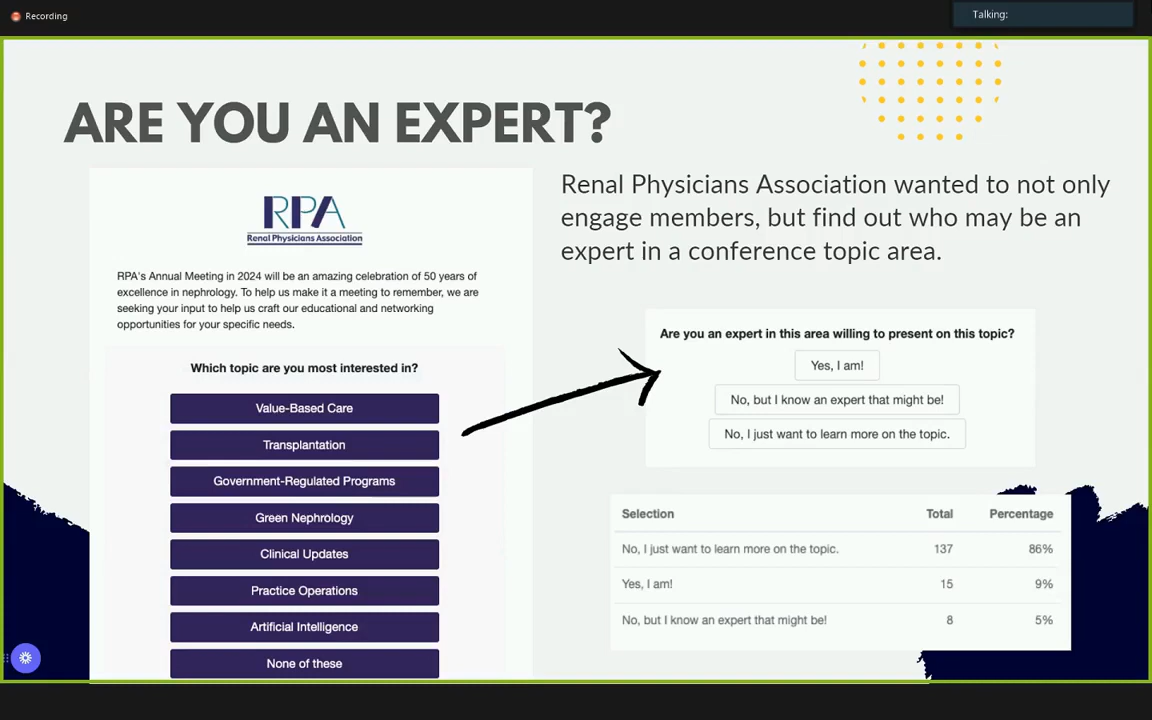 Recording
Talking:
ARE YOU AN EXPERT?
RPA
Renal Physicians Association
RPA's Annual Meeting in 2024 will be an amazing celebration of 50 years of
excellence in nephrology. To help us make it a meeting to remember, we are
seeking your input to help us craft our educational and networking
opportunities for your specific needs.
Which topic are you most interested in?
Value-Based Care
Transplantation
Government-Regulated Programs
Green Nephrology
Clinical Updates
Practice Operations
Artificial Intelligence
None of these
Renal Physicians Association wanted to not only
engage members, but find out who may be an
expert in a conference topic area.
Are you an expert in this area willing to present on this topic?
Yes, I am!
No, but I know an expert that might be!
No, I just want to learn more on the topic.
Selection Total Percentage
No, I just want to learn more on the topic. 137 86%
Yes, I am! 15 9%
No, but I know an expert that might be! 8 5%